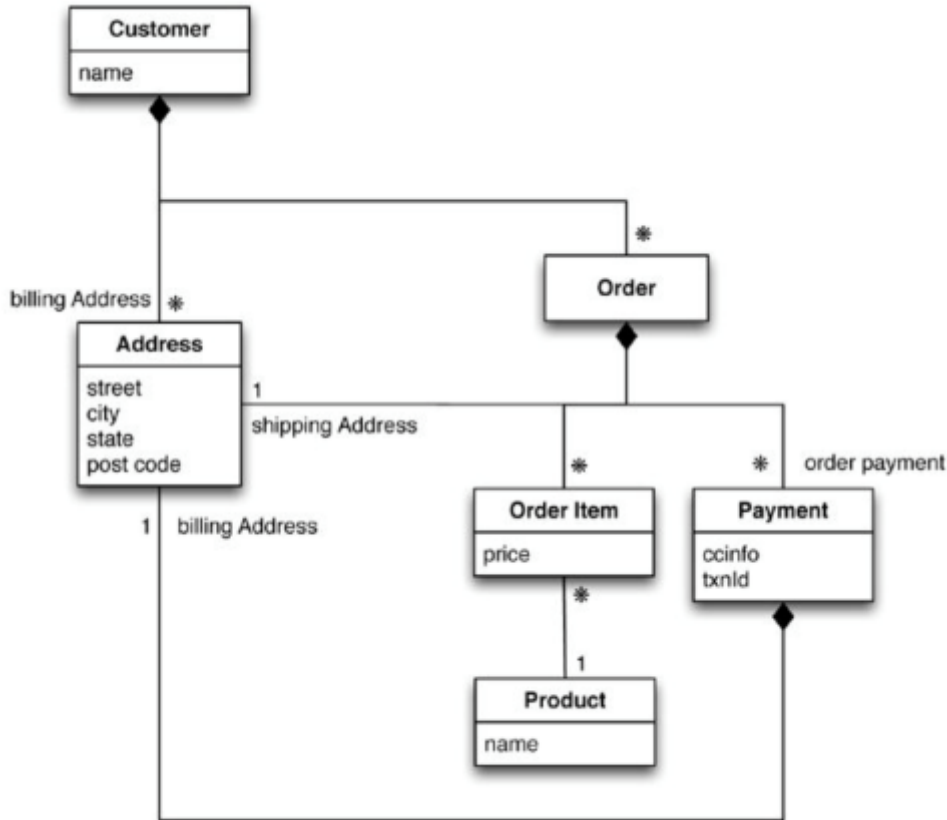 Customer
name
*
Order
billing Address
*
Address
street
city
state
post code
1
shipping Address
*
*
order payment
1
billing Address
Order Item
price
Payment
ccinfo
txnId
*
1
Product
name